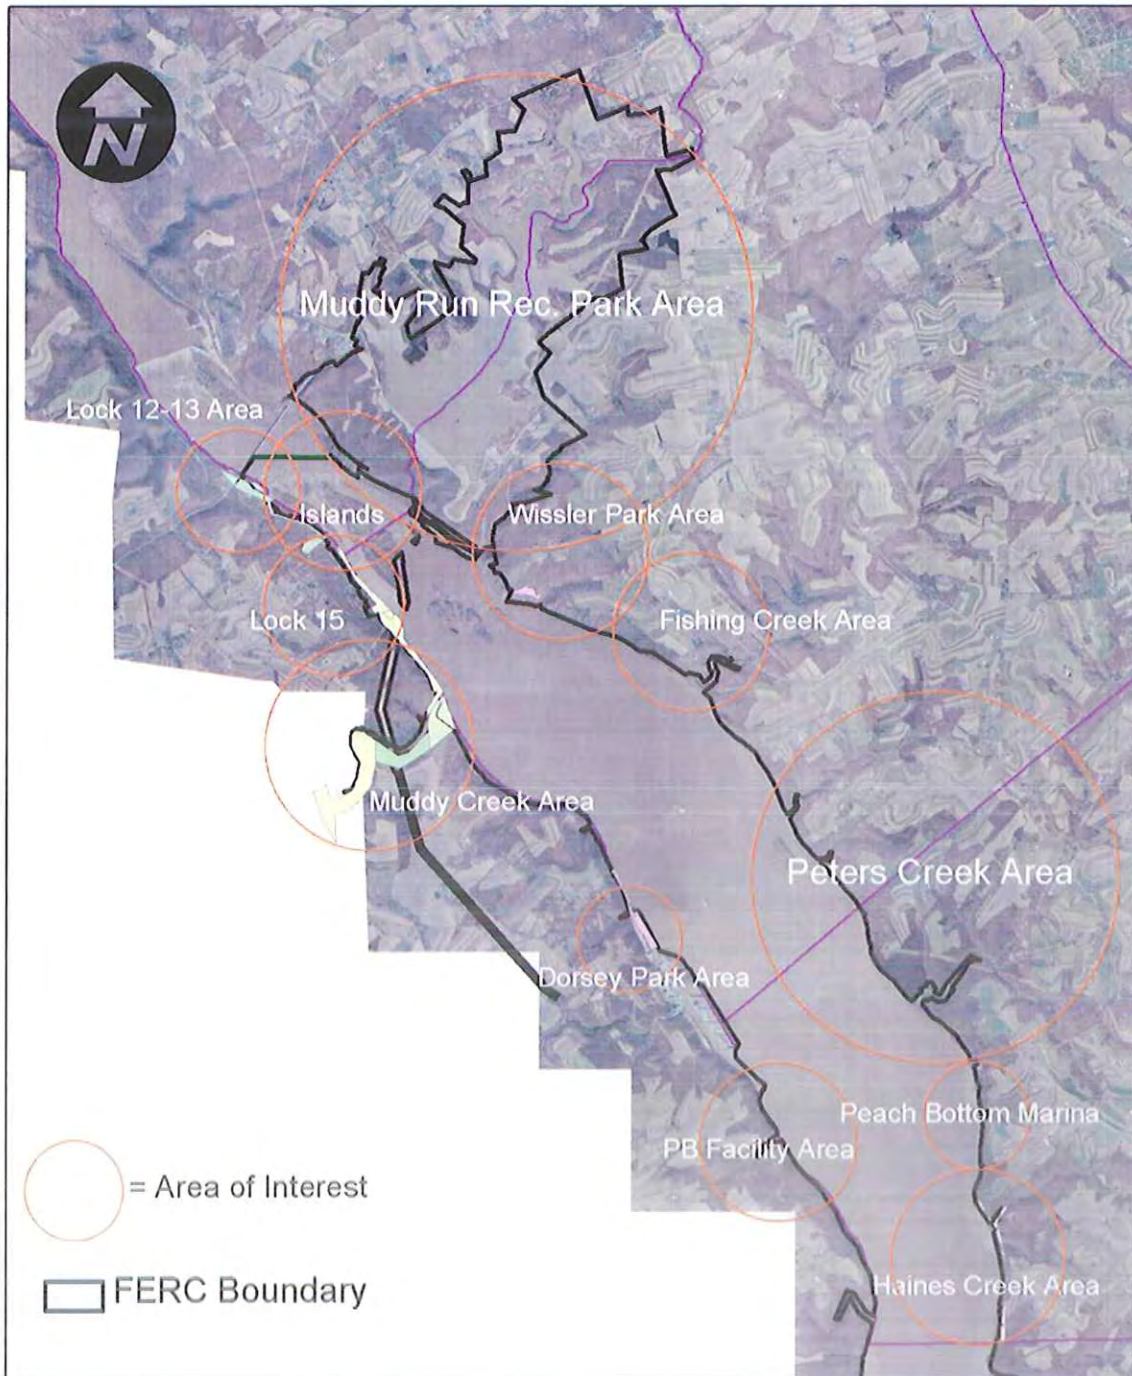 N
Muddy Run Rec. Park Area
Lock 12-13 Area
Islands
Wissler Park Area
Lock 15
Fishing Creek Area
Muddy Creek Area
Peters Creek Area
Dorsey Park Area
Peach Bottom Marina
PB Facility Area
= Area of Interest
Haines Creek Area
FERC Boundary